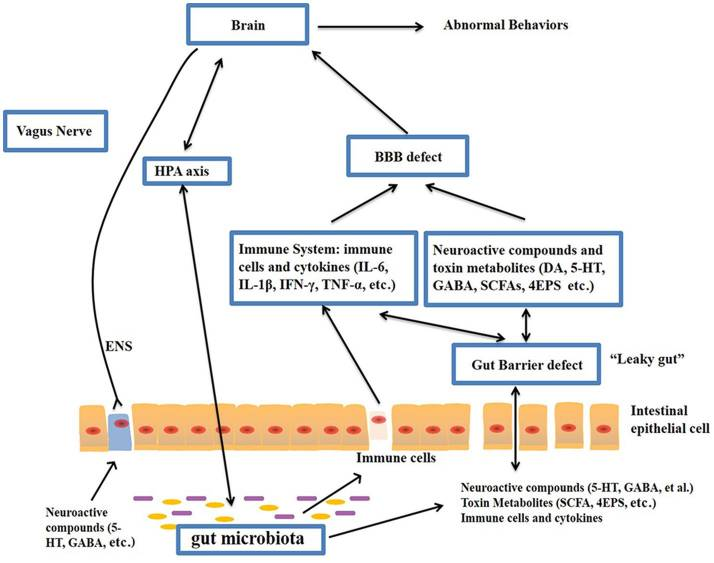 Brain
Abnormal Behaviors
Vagus Nerve
HPA axis
BBB defect
Immune System: immune
cells and cytokines (IL-6,
IL-1β, IFN-γ, TNF-α, etc.)
Neuroactive compounds and
toxin metabolites (DA, 5-HT,
GABA, SCFAs, 4EPS etc.)
ENS
Gut Barrier defect
“Leaky gut”
Intestinal
epithelial cell
Immune cells
Neuroactive
compounds (5-
HT, GABA, etc.)
gut microbiota
Neuroactive compounds (5-HT, GABA, et al.)
Toxin Metabolites (SCFA, 4EPS, etc.)
Immune cells and cytokines